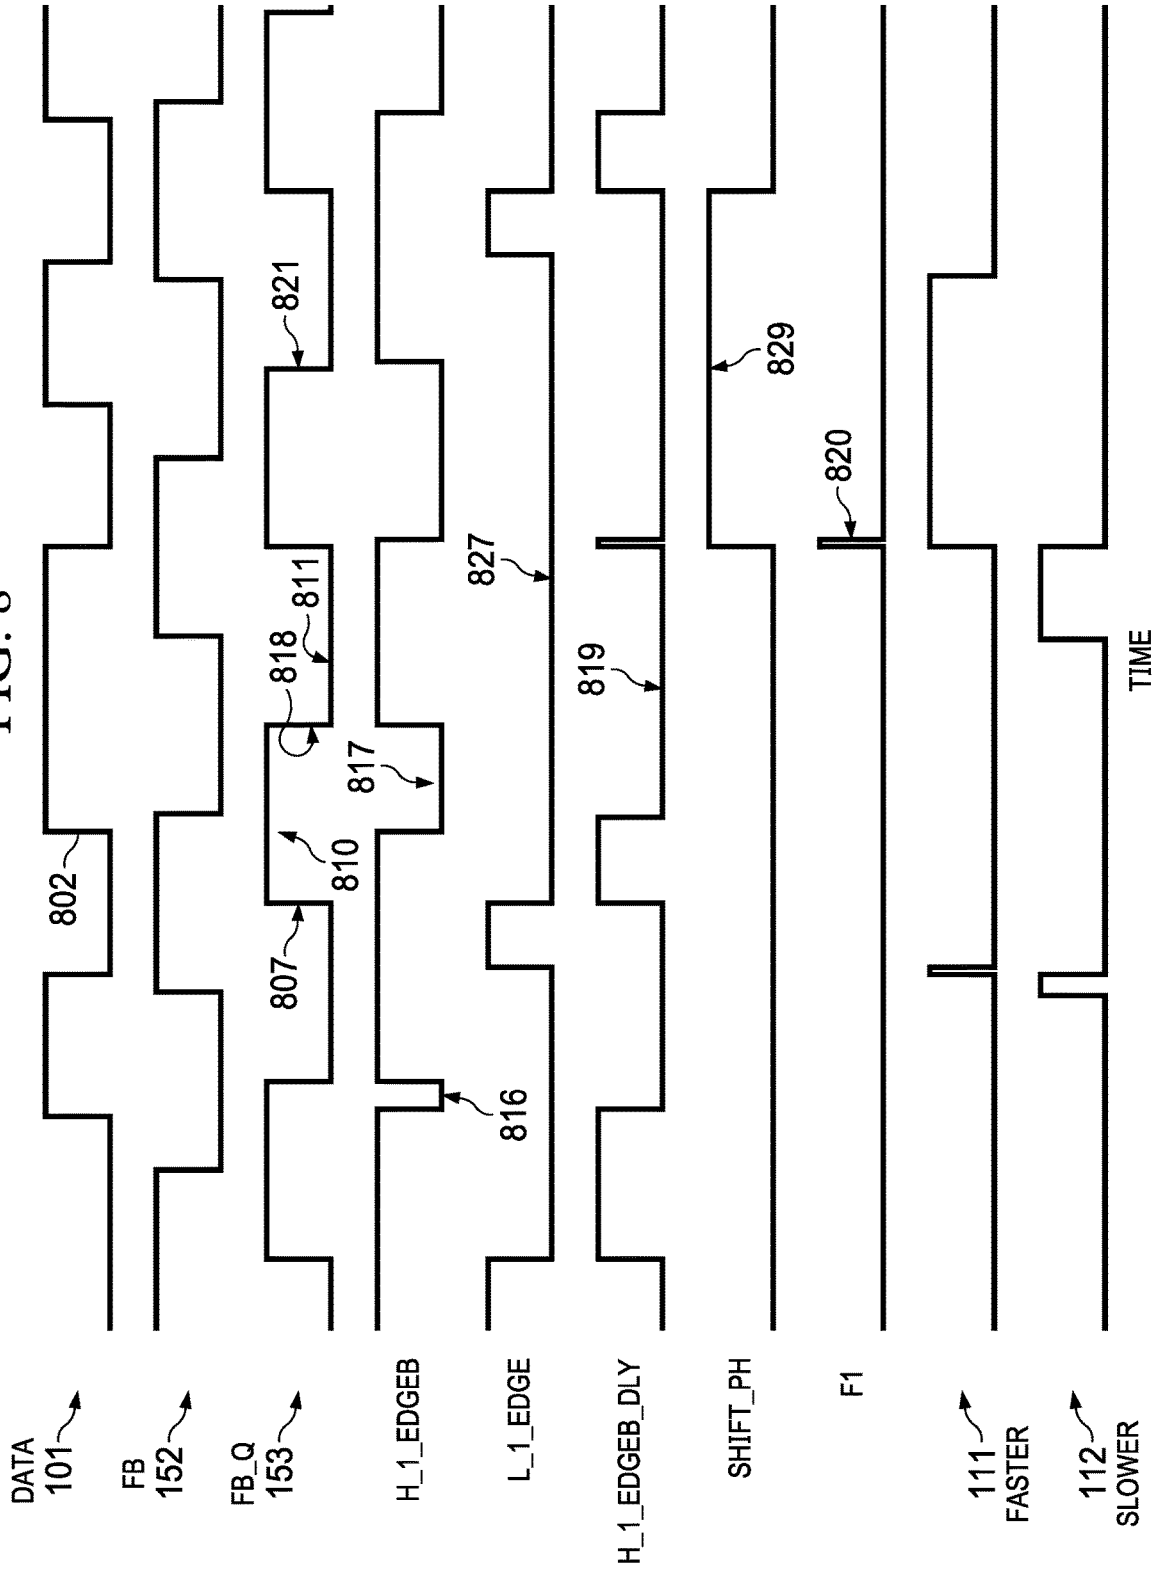 FIG. 8
DATA
101
802
FB
152
FB_Q
153
807
810
818
811
821
H_1_EDGEB
816
817
L_1_EDGE
827
H_1_EDGEB_DLY
819
SHIFT_PH
829
F1
820
111
FASTER
112
SLOWER
TIME